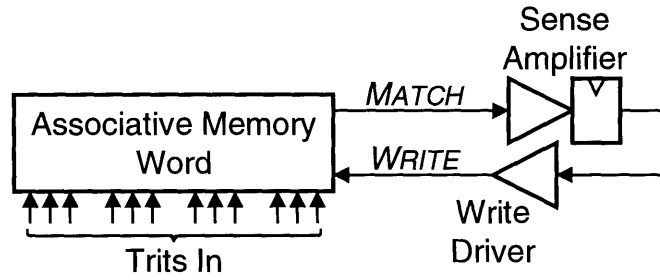 Sense
Amplifier
MATCH
Associative Memory
Word
WRITE
Write
Driver
Trits In